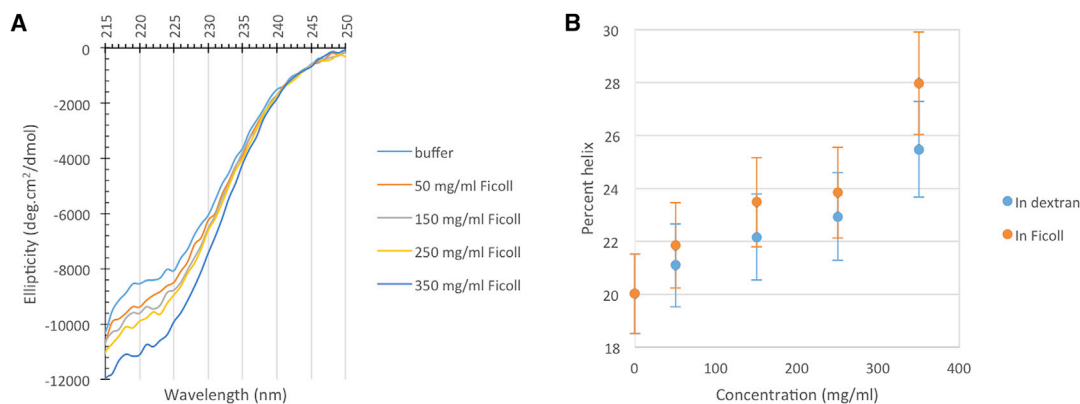 A
215 220 225 230 235 240 245 250
0
-2000
-4000
-6000
-8000
-10000
-12000
Ellipticity (deg.cm²/dmol)
Wavelength (nm)
buffer
50 mg/ml Ficoll
150 mg/ml Ficoll
250 mg/ml Ficoll
350 mg/ml Ficoll
B
30
28
26
24
22
20
18
Percent helix
0 100 200 300 400
Concentration (mg/ml)
In dextran
In Ficoll